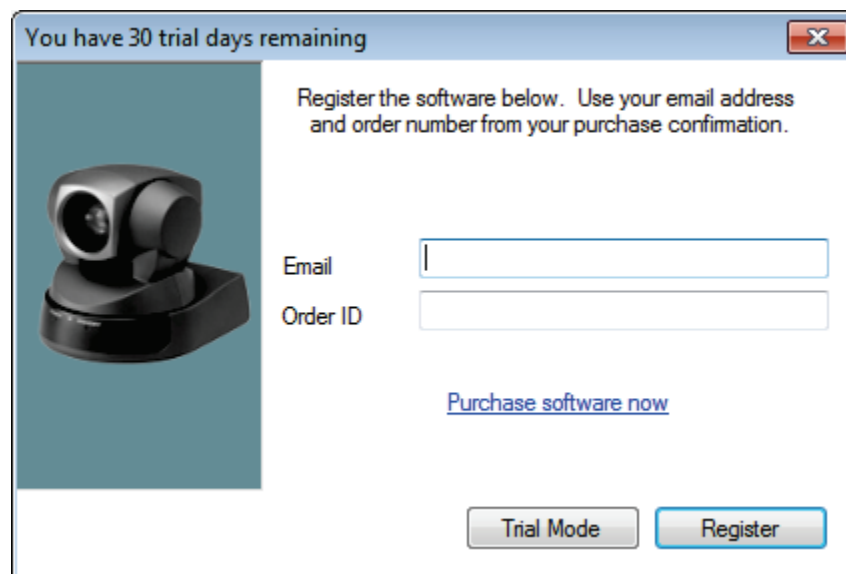 You have 30 trial days remaining
Register the software below. Use your email address
and order number from your purchase confirmation.
Email
Order ID
Purchase software now
Trial Mode
Register